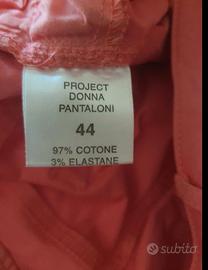 PROJECT
DONNA
PANTALONI
44
97% COTONE
3% ELASTANE
subito